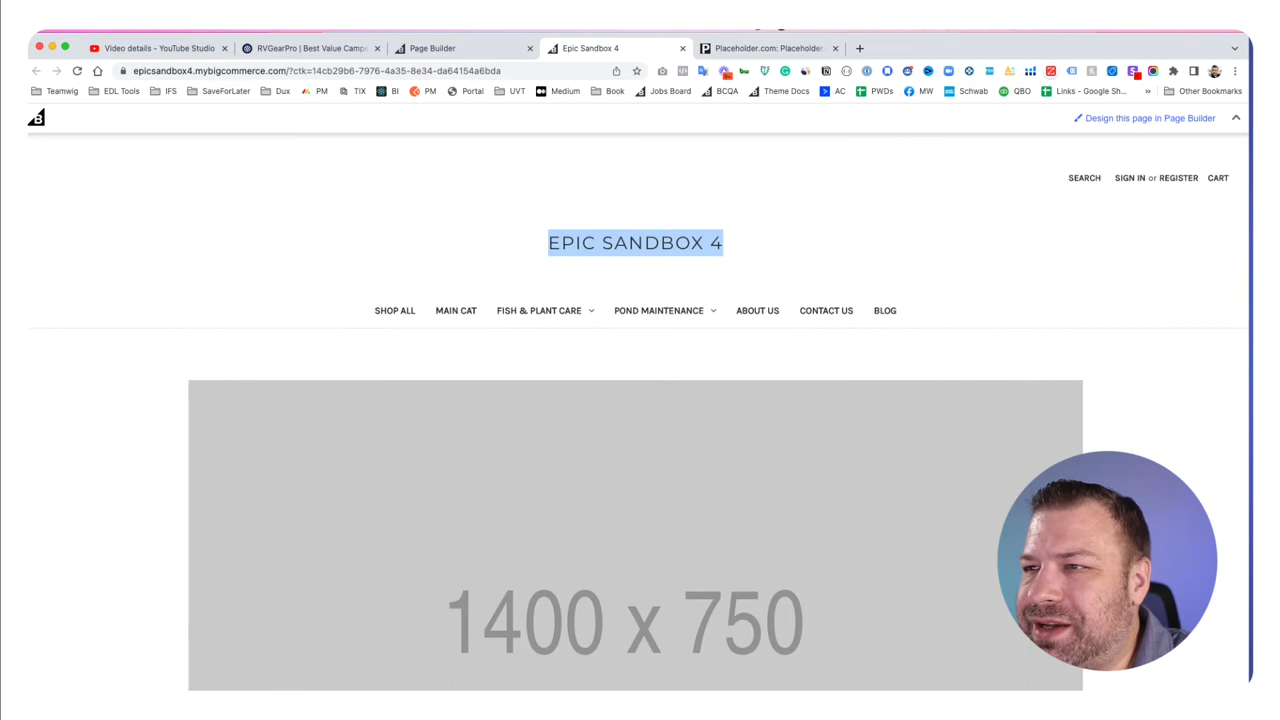 Video details - YouTube Studio
RVGearPro | Best Value Campe
Page Builder
Epic Sandbox 4
Placeholder.com: Placeholder.
epicsandbox4.mybigcommerce.com/?ctk=14cb29b6-7976-4a35-8e34-da64154a6bda
Teamwig EDL Tools IFS SaveForLater Dux PM TIX BI PM Portal UVT Medium Book Jobs Board BCQA Theme Docs AC PWDs MW Schwab QBO Links - Google Sh... » Other Bookmarks
Design this page in Page Builder
SEARCH SIGN IN or REGISTER CART
EPIC SANDBOX 4
SHOP ALL MAIN CAT FISH & PLANT CARE POND MAINTENANCE ABOUT US CONTACT US BLOG
1400 x 750